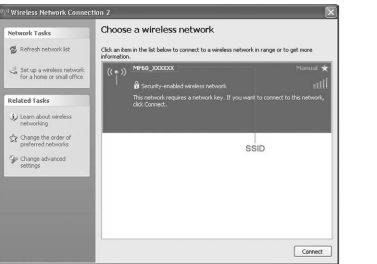 Wireless Network Connection 2
Network Tasks
Refresh network list
Set up a wireless network
for a home or small office
Related Tasks
Learn about wireless
networking
Change the order of
preferred networks
Change advanced
settings
Choose a wireless network
Click an item in the list below to connect to a wireless network in range or to get more
information.
MP60_XXXXXX
Manual
Security-enabled wireless network
This network requires a network key. If you want to connect to this network,
click Connect.
SSID
Connect